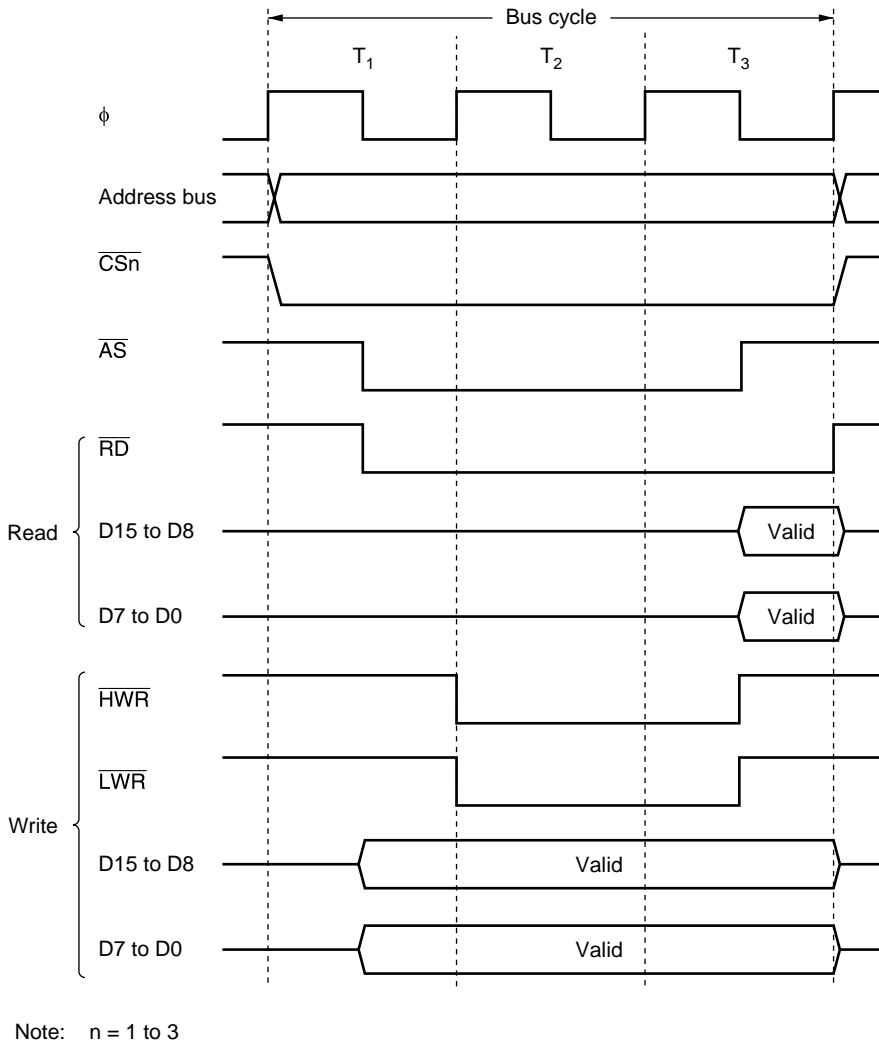 Bus cycle
T1 T2 T3
ϕ
Address bus
CSn
AS
RD
Read
D15 to D8 Valid
D7 to D0 Valid
HWR
LWR
Write
D15 to D8 Valid
D7 to D0 Valid
Note: n = 1 to 3